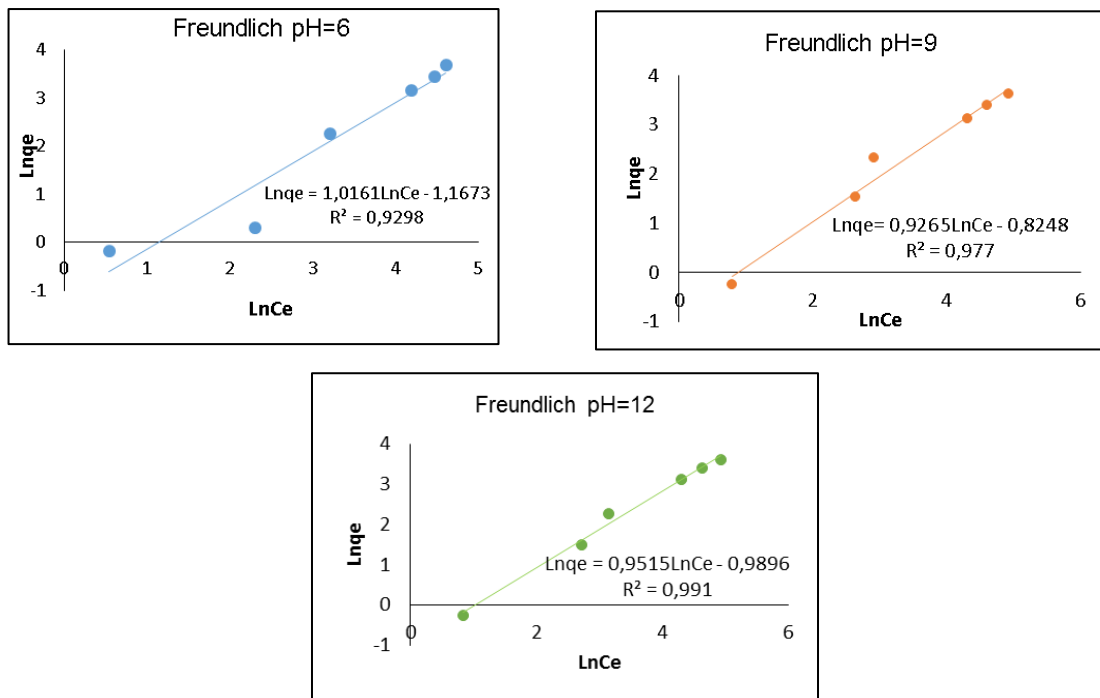 Freundlich pH=6
4
3
2
1
0
-1
0
1
2
3
4
5
Lnqe
LnCe
Lnqe = 1,0161LnCe - 1,1673
R² = 0,9298
Freundlich pH=9
4
3
2
1
0
-1
0
2
4
6
Lnqe
LnCe
Lnqe= 0,9265LnCe - 0,8248
R² = 0,977
Freundlich pH=12
4
3
2
1
0
-1
0
2
4
6
Lnqe
LnCe
Lnqe = 0,9515LnCe - 0,9896
R² = 0,991